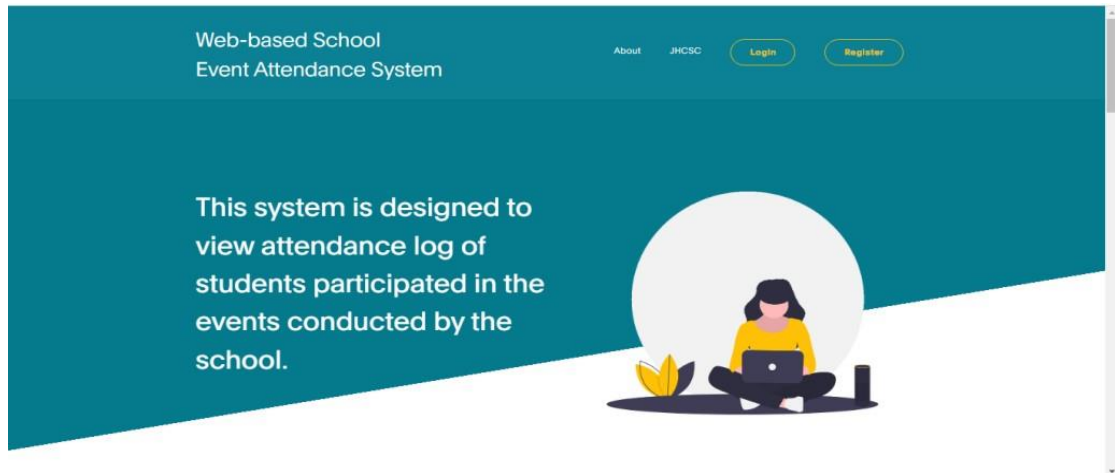 Web-based School
Event Attendance System
About
JHCSC
Login
Register
This system is designed to
view attendance log of
students participated in the
events conducted by the
school.